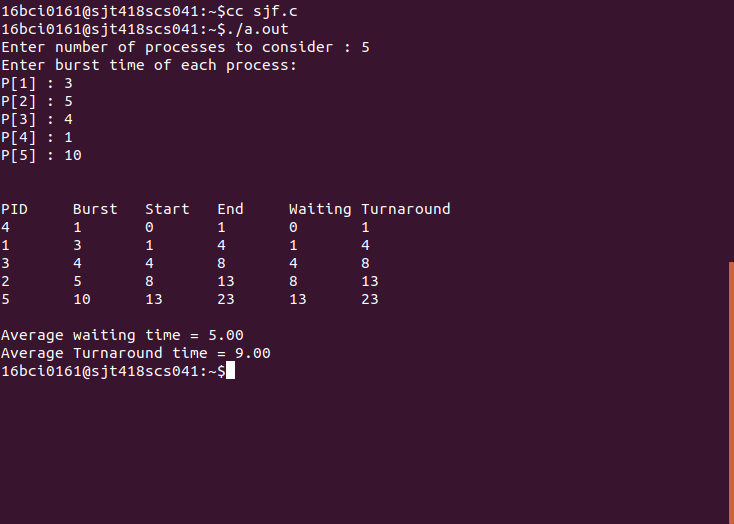 16bci0161@sjt418scs041:~$cc sjf.c
16bci0161@sjt418scs041:~$./a.out
Enter number of processes to consider : 5
Enter burst time of each process:
P[1] : 3
P[2] : 5
P[3] : 4
P[4] : 1
P[5] : 10
PID Burst Start End Waiting Turnaround
4 1 0 1 0 1
1 3 1 4 1 4
3 4 4 8 4 8
2 5 8 13 8 13
5 10 13 23 13 23
Average waiting time = 5.00
Average Turnaround time = 9.00
16bci0161@sjt418scs041:~$